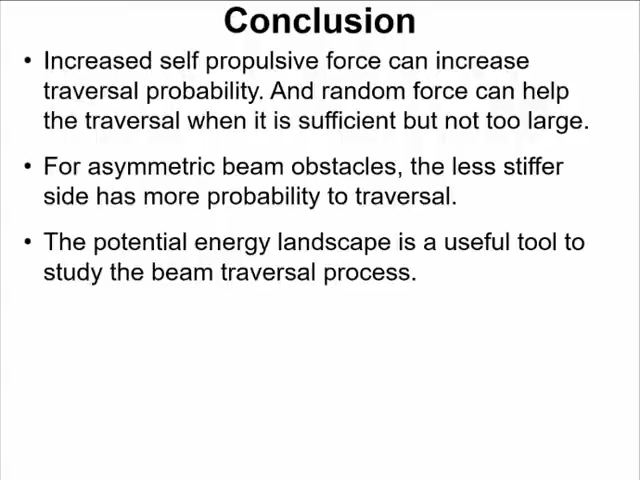 Conclusion
• Increased self propulsive force can increase
traversal probability. And random force can help
the traversal when it is sufficient but not too large.
• For asymmetric beam obstacles, the less stiffer
side has more probability to traversal.
• The potential energy landscape is a useful tool to
study the beam traversal process.